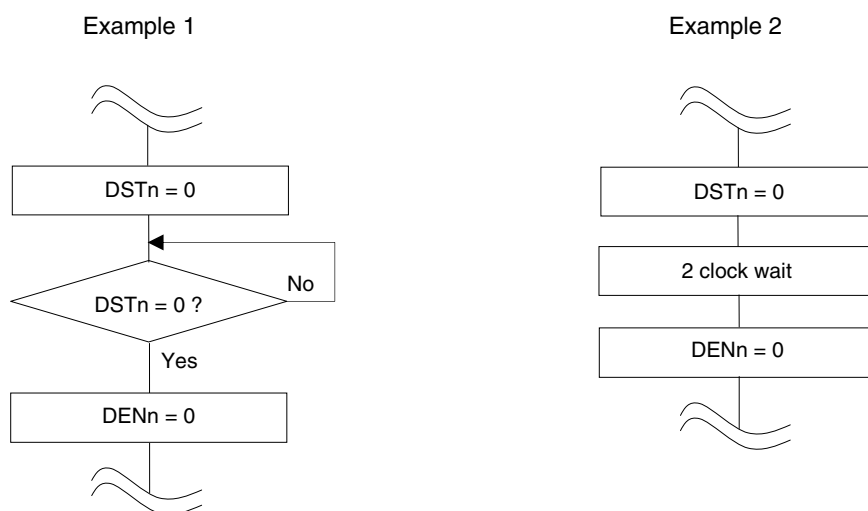 Example 1
DSTn = 0
DSTn = 0 ?
No
Yes
DENn = 0
Example 2
DSTn = 0
2 clock wait
DENn = 0